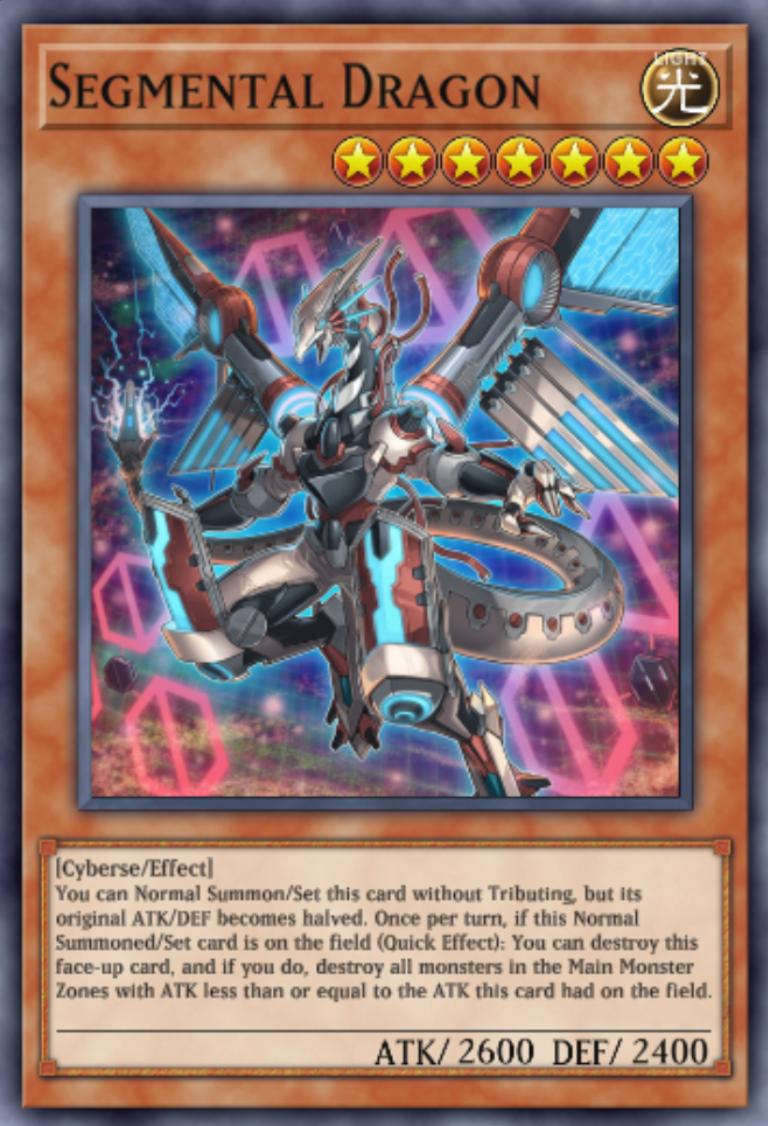 SEGMENTAL DRAGON
LIGHT
光
[Cyberse/Effect]
You can Normal Summon/Set this card without Tributing, but its
original ATK/DEF becomes halved. Once per turn, if this Normal
Summoned/Set card is on the field (Quick Effect): You can destroy this
face-up card, and if you do, destroy all monsters in the Main Monster
Zones with ATK less than or equal to the ATK this card had on the field.
ATK/ 2600 DEF/ 2400